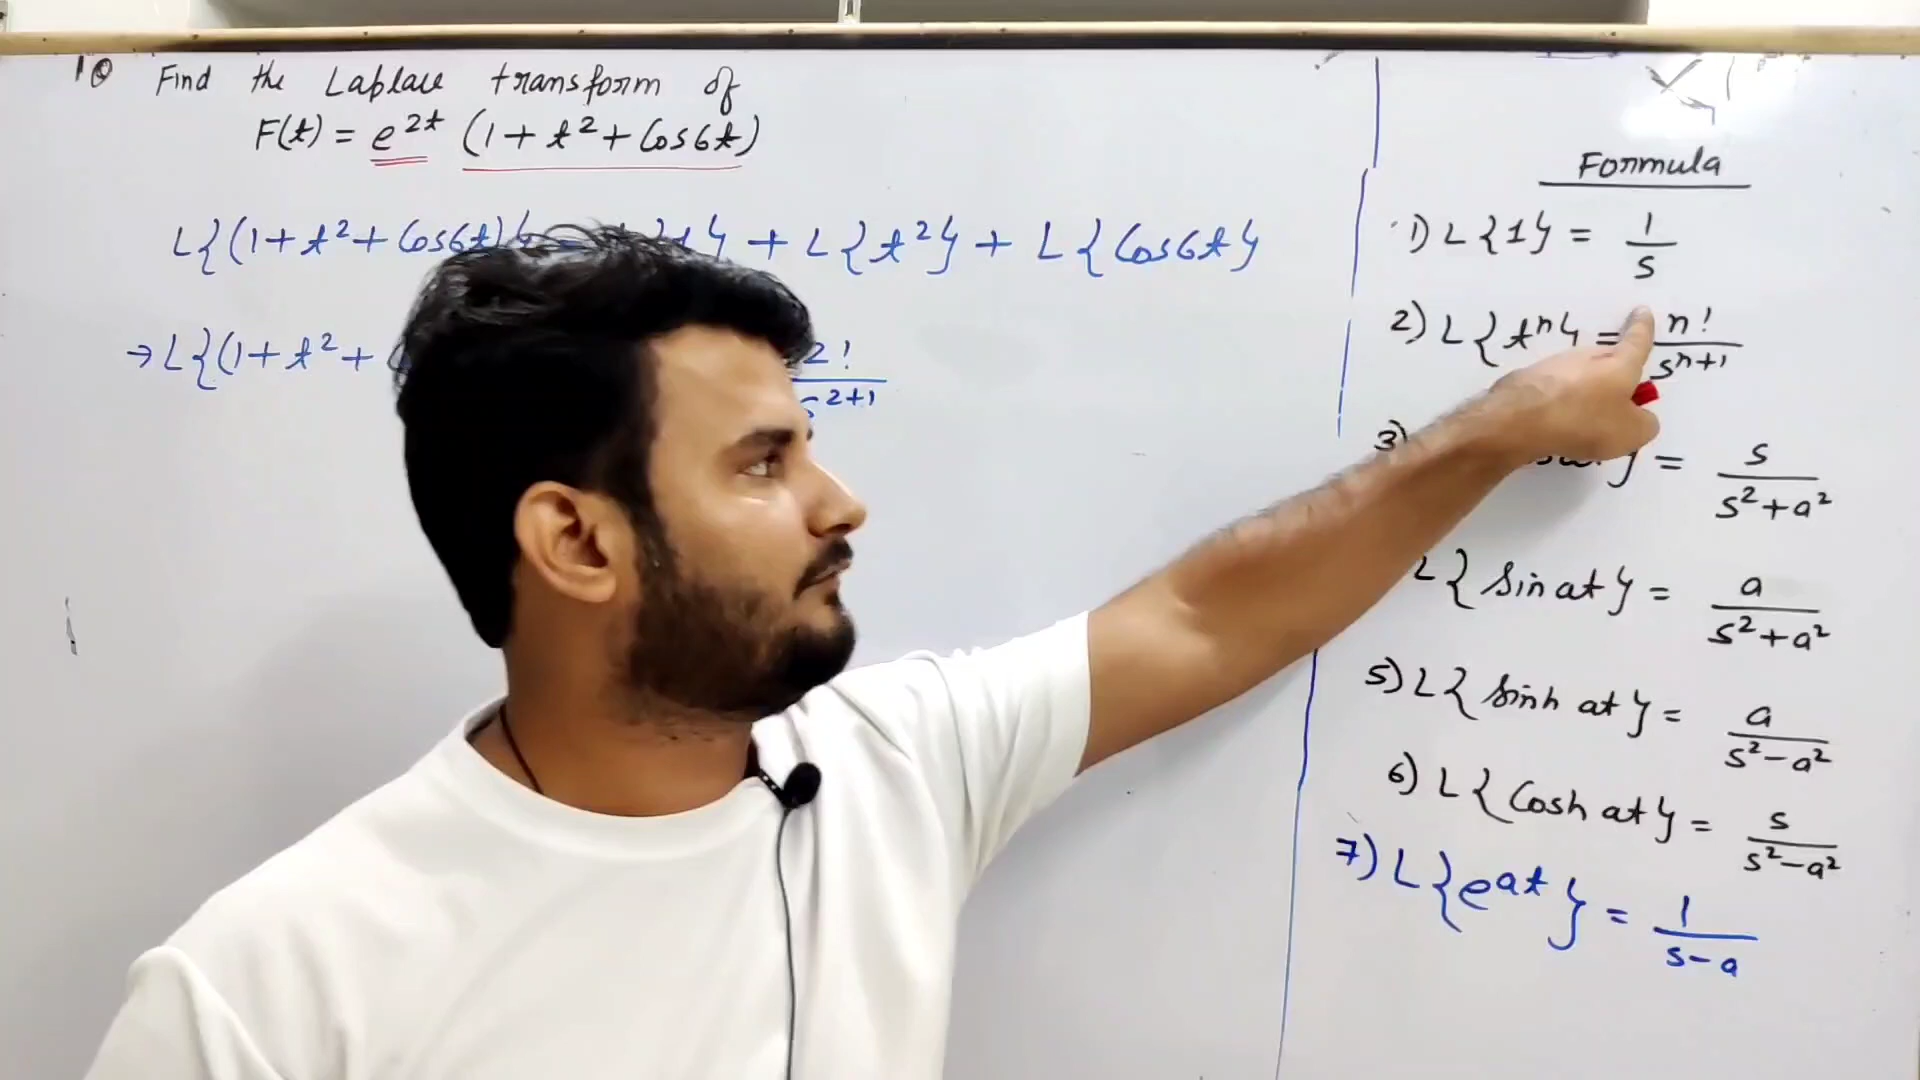 1Q Find the Laplace transform of
F(t) = e^2t (1 + t² + Cos6t)
L{(1 + t² + Cos6t)} = L{1} + L{t²} + L{Cos6t}
→ L{(1 + t² + 2!
s^2+1
Formula
1) L{1} = 1/s
2) L{t^n} = n!/s^n+1
3) = s/s²+a²
L{Sin at} = a/s²+a²
5) L{Sinh at} = a/s²-a²
6) L{Cosh at} = s/s²-a²
7) L{e^at} = 1/s-a